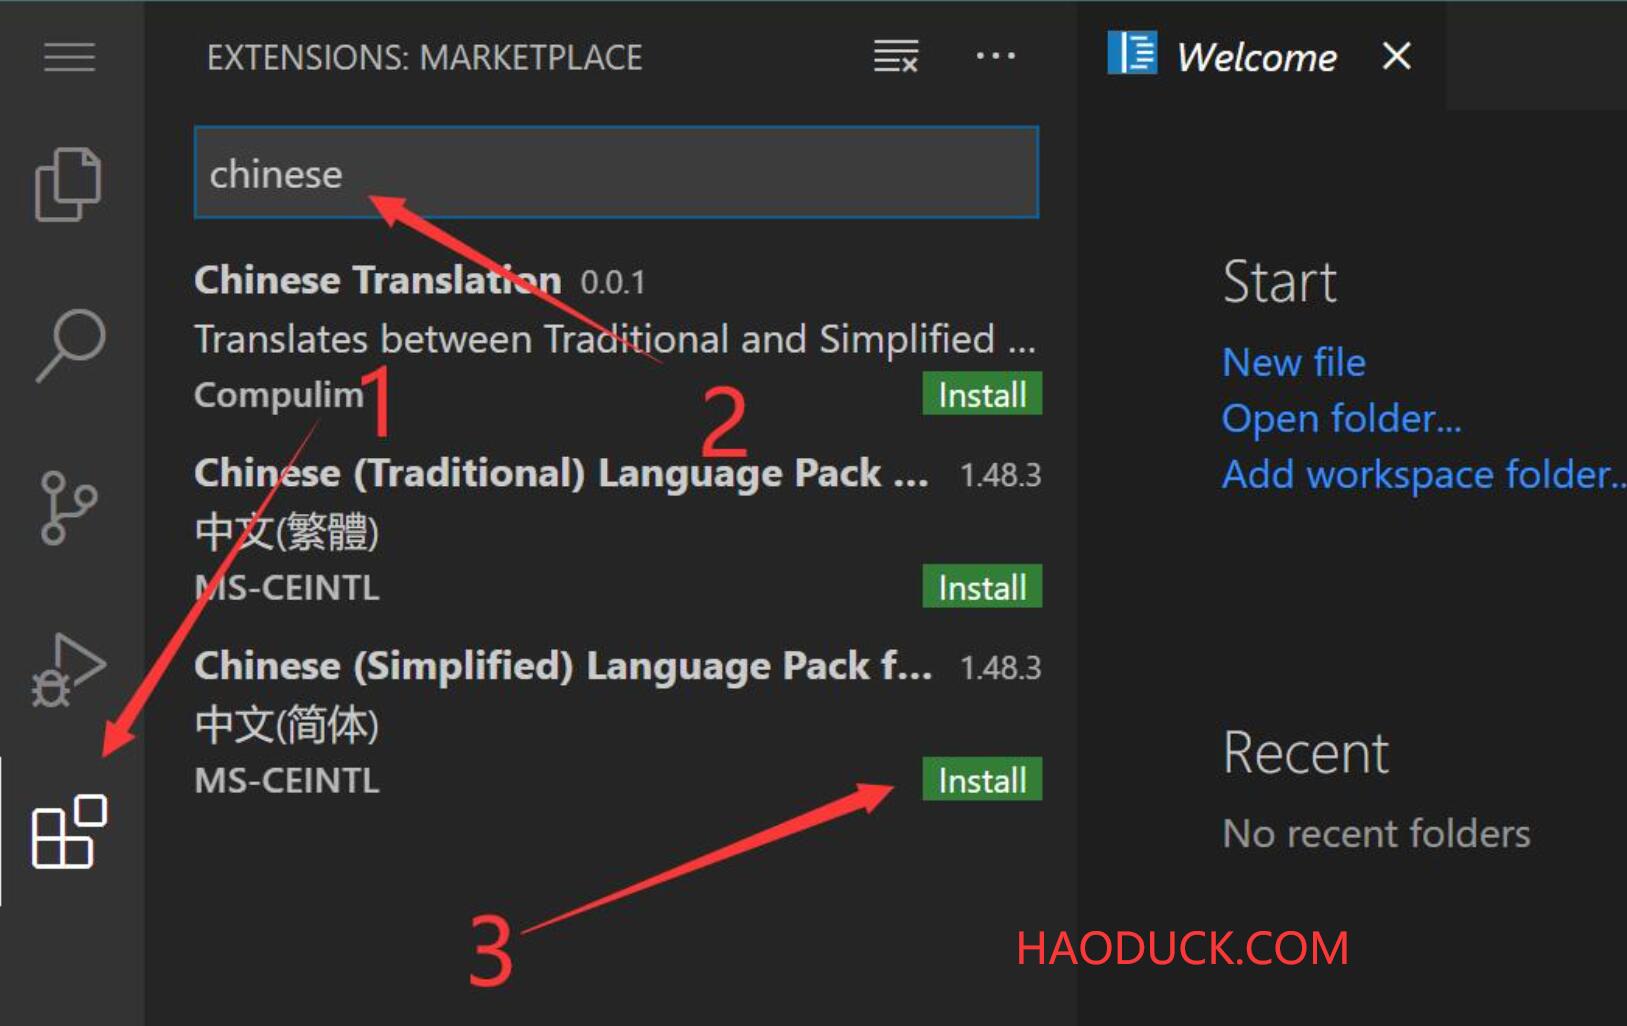 EXTENSIONS: MARKETPLACE
Welcome
chinese
Chinese Translation 0.0.1
Translates between Traditional and Simplified ...
Compulim
Install
1
2
Chinese (Traditional) Language Pack ... 1.48.3
中文(繁體)
MS-CEINTL
Install
Chinese (Simplified) Language Pack f... 1.48.3
中文(简体)
MS-CEINTL
Install
3
Start
New file
Open folder...
Add workspace folder..
Recent
No recent folders
HAODUCK.COM